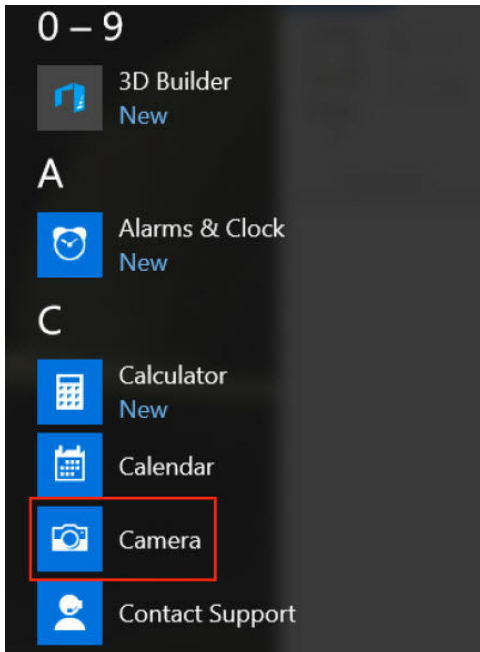 0 – 9
3D Builder
New
A
Alarms & Clock
New
C
Calculator
New
Calendar
Camera
Contact Support